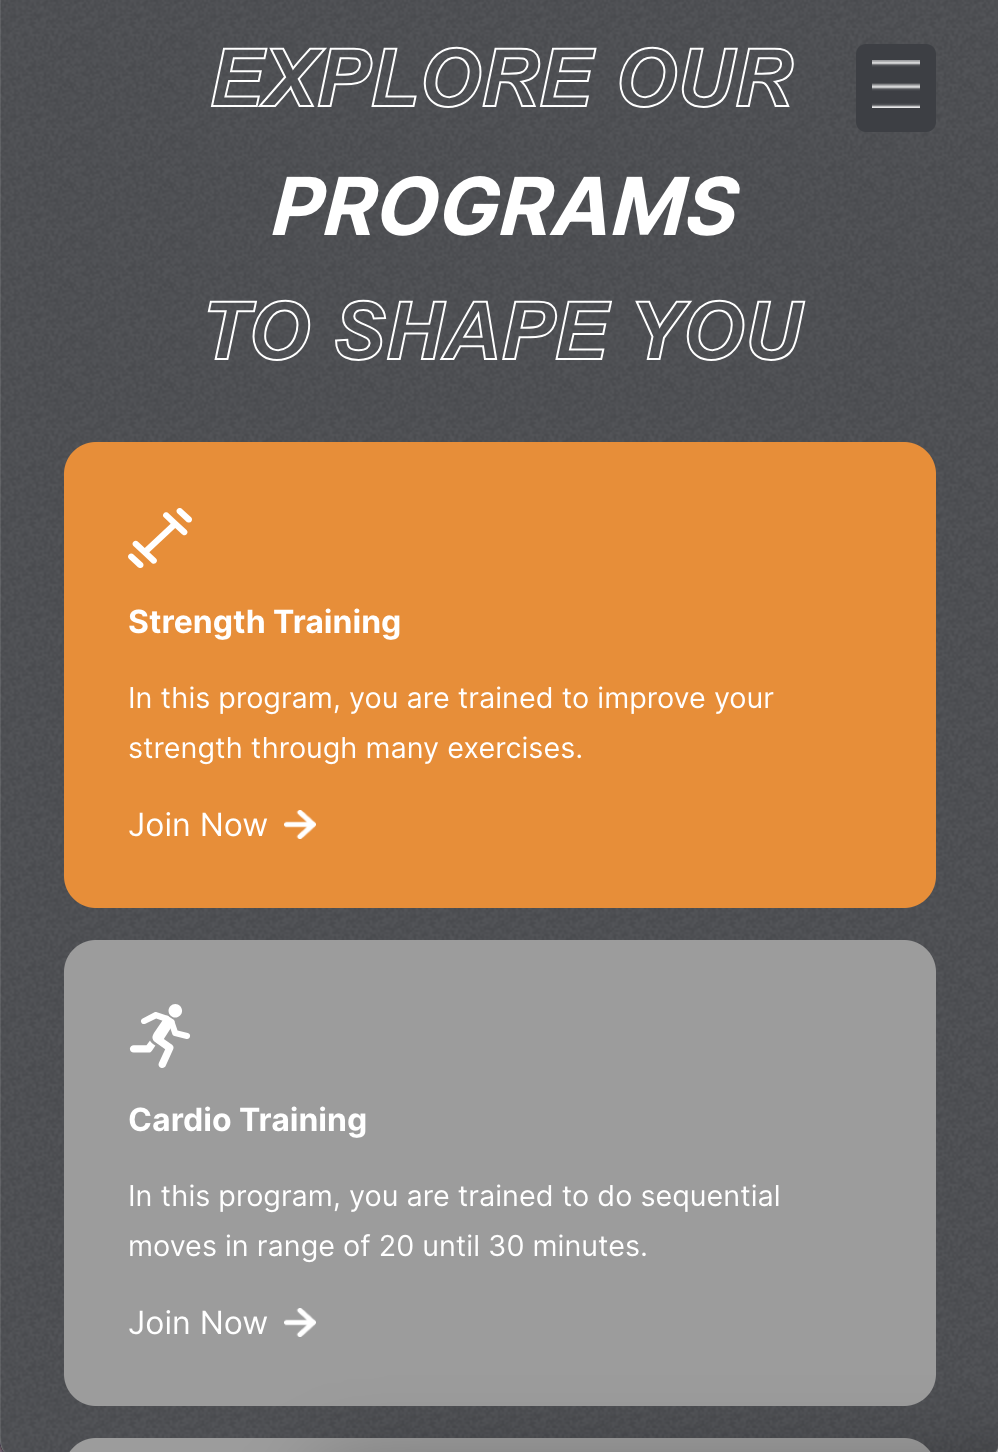 EXPLORE OUR
PROGRAMS
TO SHAPE YOU
Strength Training
In this program, you are trained to improve your
strength through many exercises.
Join Now
Cardio Training
In this program, you are trained to do sequential
moves in range of 20 until 30 minutes.
Join Now